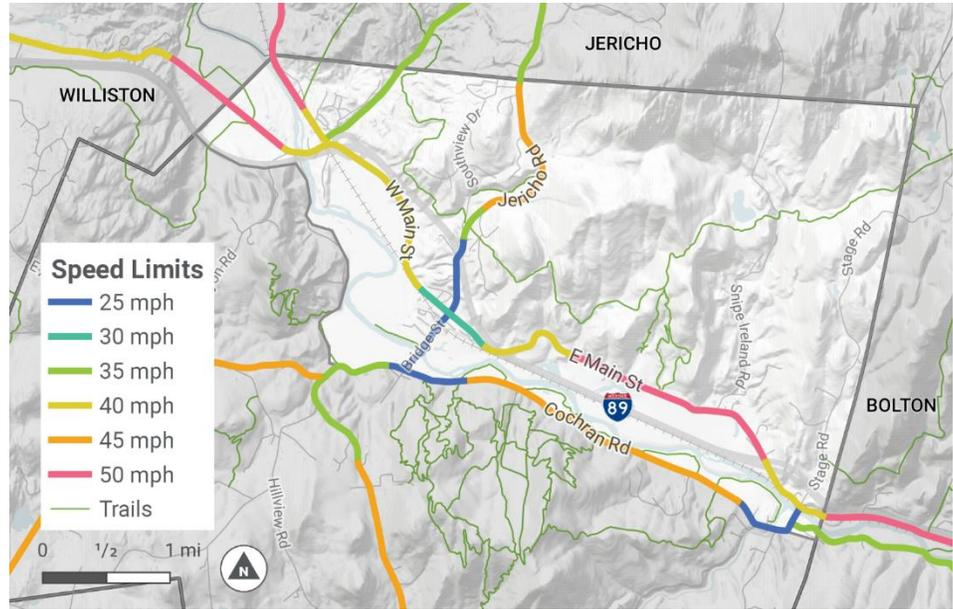 JERICHO
WILLISTON
Southview Dr
Jericho Rd
W Main St
Stage Rd
Speed Limits
25 mph
30 mph
35 mph
40 mph
45 mph
50 mph
Trails
Bridge St
E Main St
Snipe Ireland Rd
89
BOLTON
Cochran Rd
Stage Rd
Hillview Rd
0 1/2 1 mi
N